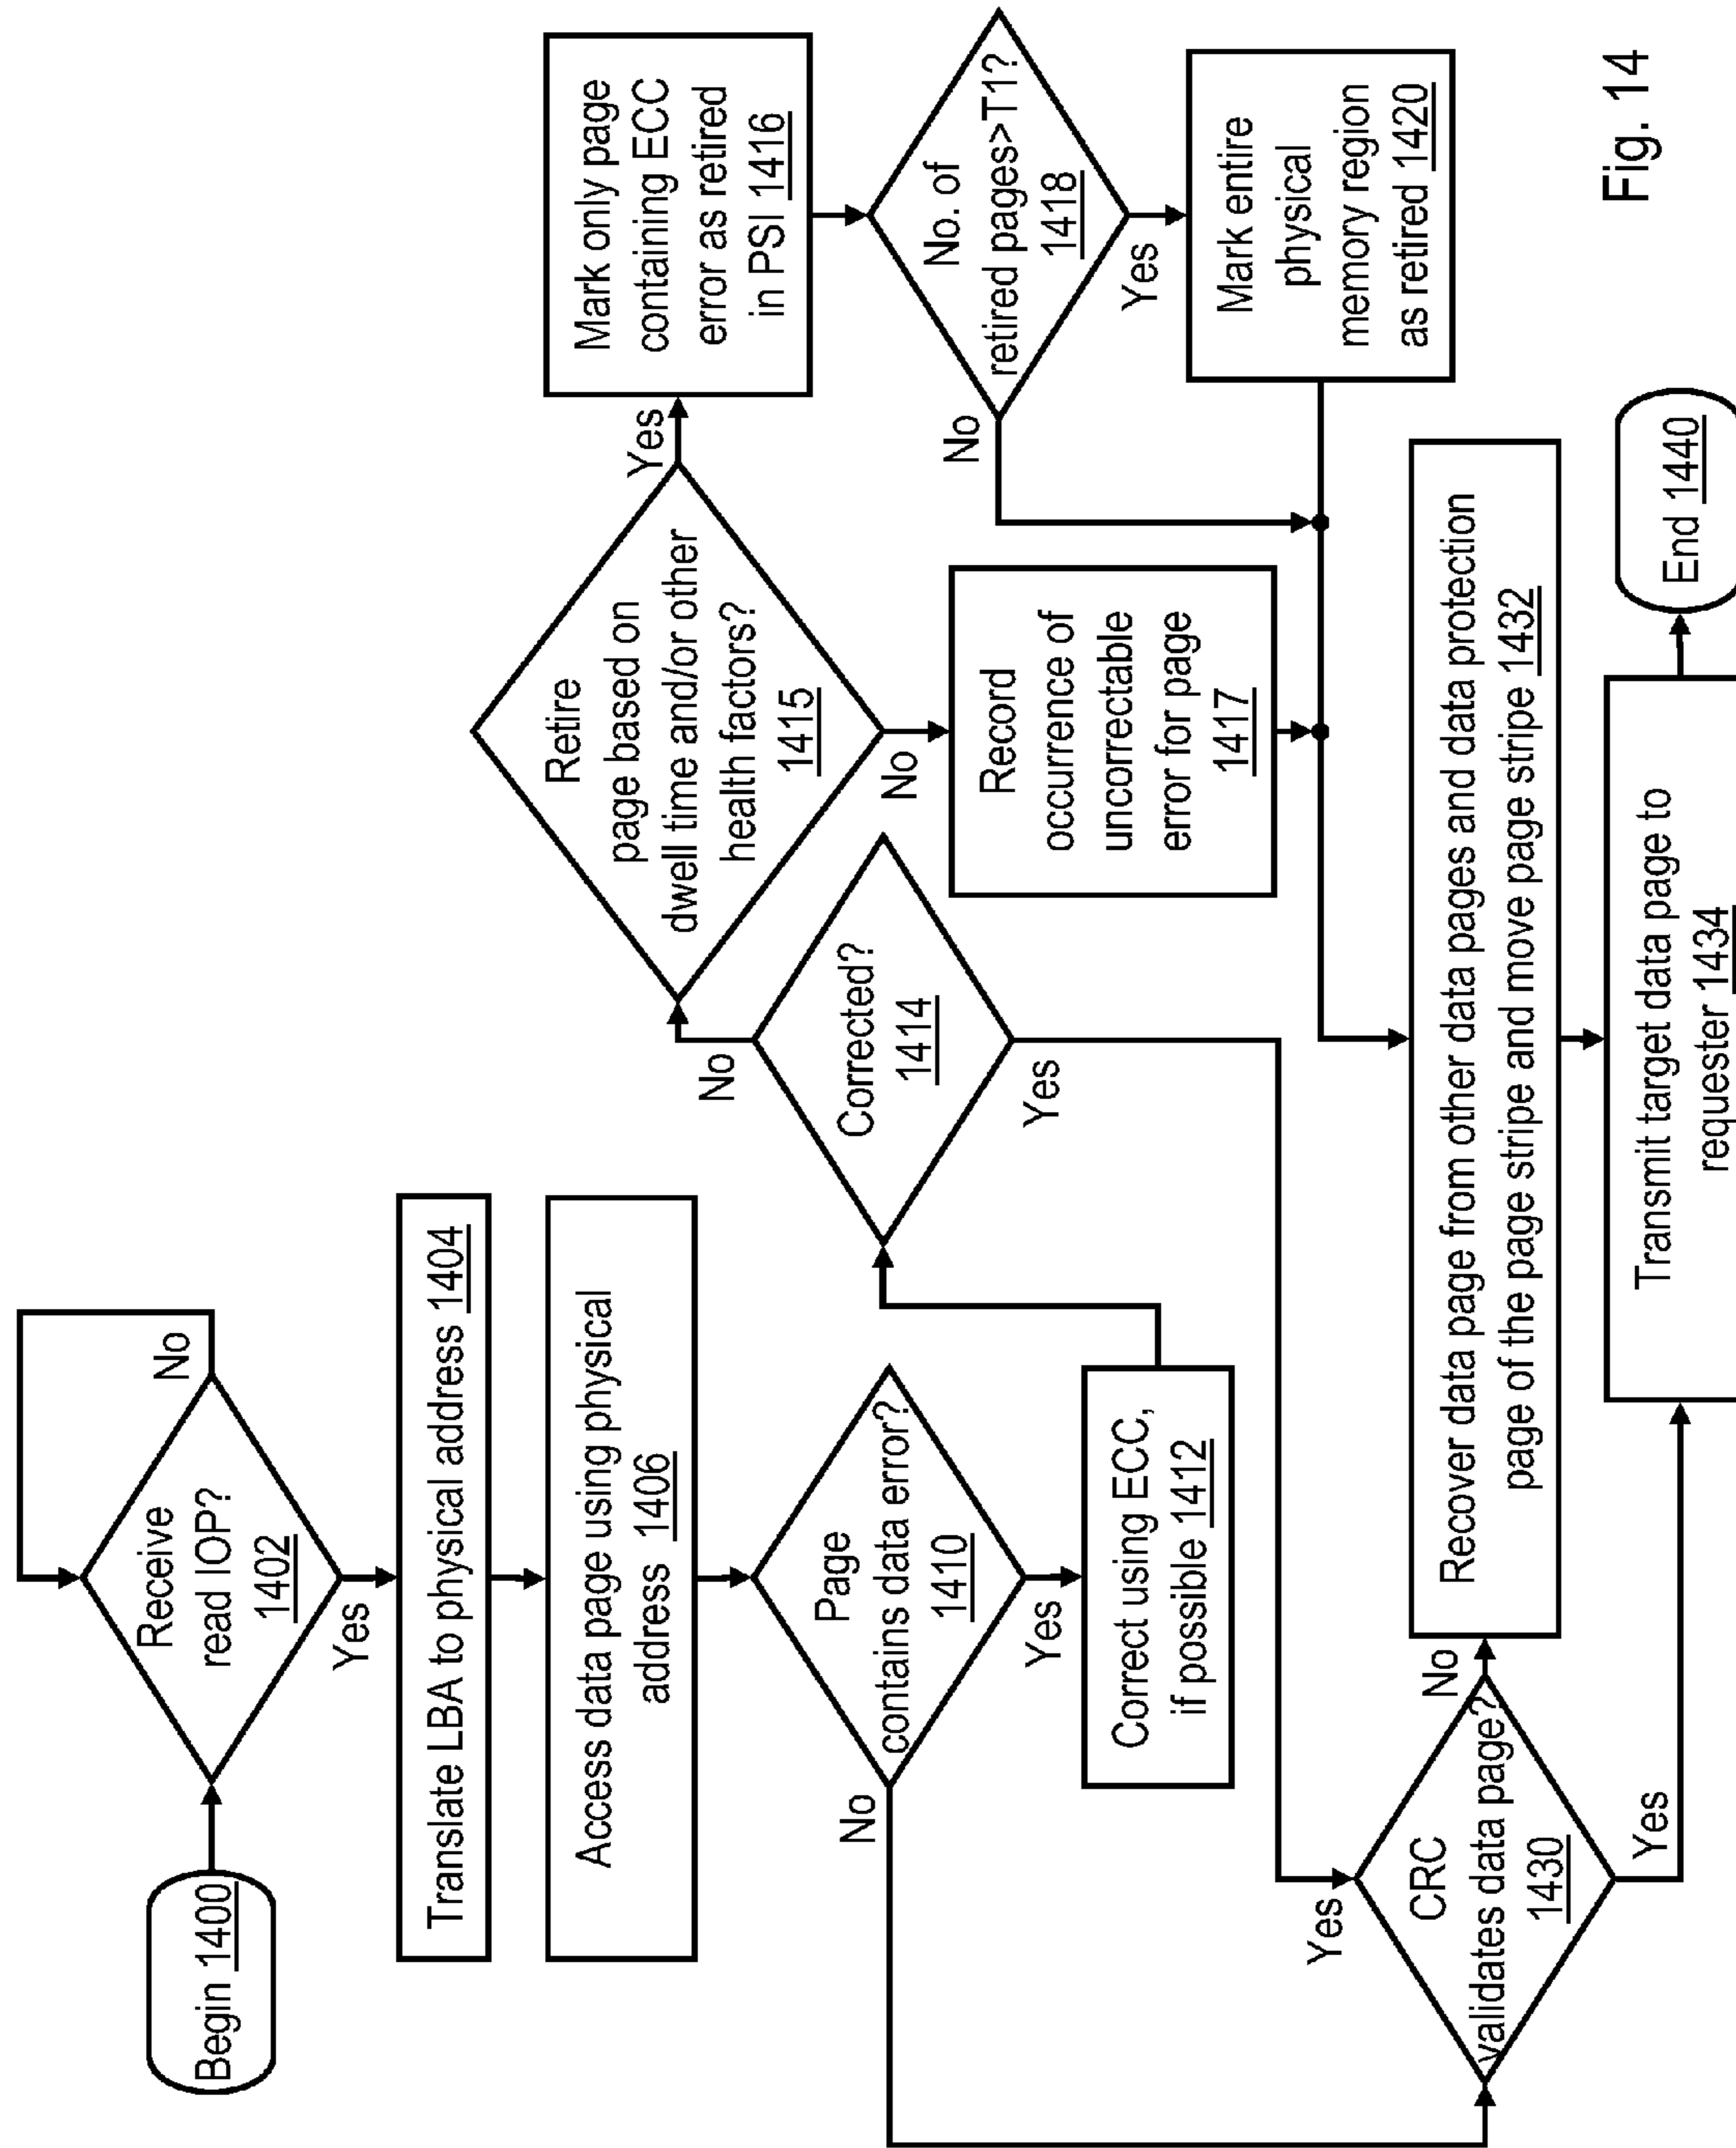 Begin 1400
Receive
read IOP?
1402
No
Yes
Translate LBA to physical address 1404
Access data page using physical
address 1406
Page
contains data error?
1410
No
Yes
Correct using ECC,
if possible 1412
Corrected?
1414
No
Yes
Retire
page based on
dwell time and/or other
health factors?
1415
Yes
No
Mark only page
containing ECC
error as retired
in PSI 1416
Record
occurrence of
uncorrectable
error for page
1417
No. of
retired pages>T1?
1418
No
Yes
Mark entire
physical
memory region
as retired 1420
Yes
CRC
validates data page?
1430
No
Yes
Recover data page from other data pages and data protection
page of the page stripe and move page stripe 1432
Transmit target data page to
requester 1434
End 1440
Fig. 14